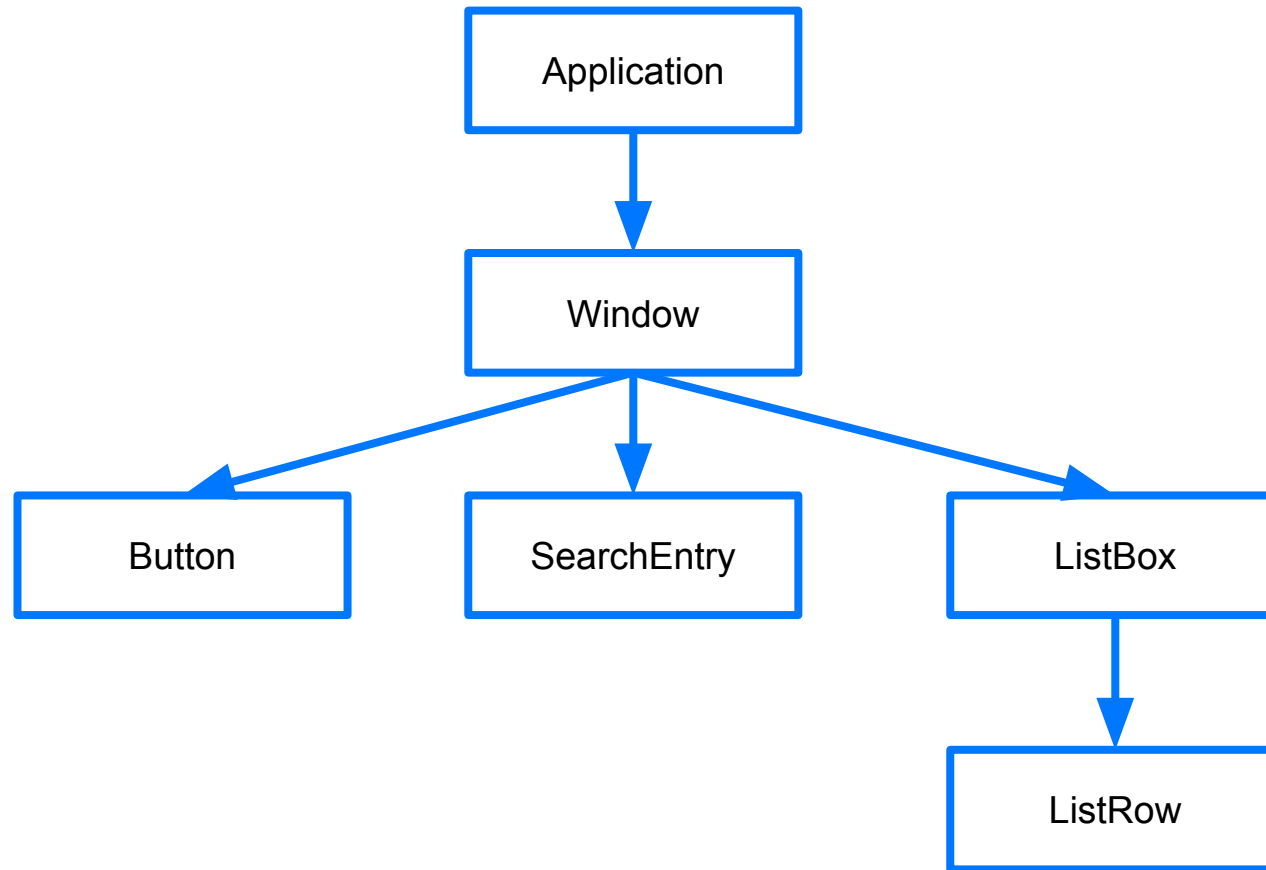 Application
Window
Button
SearchEntry
ListBox
ListRow